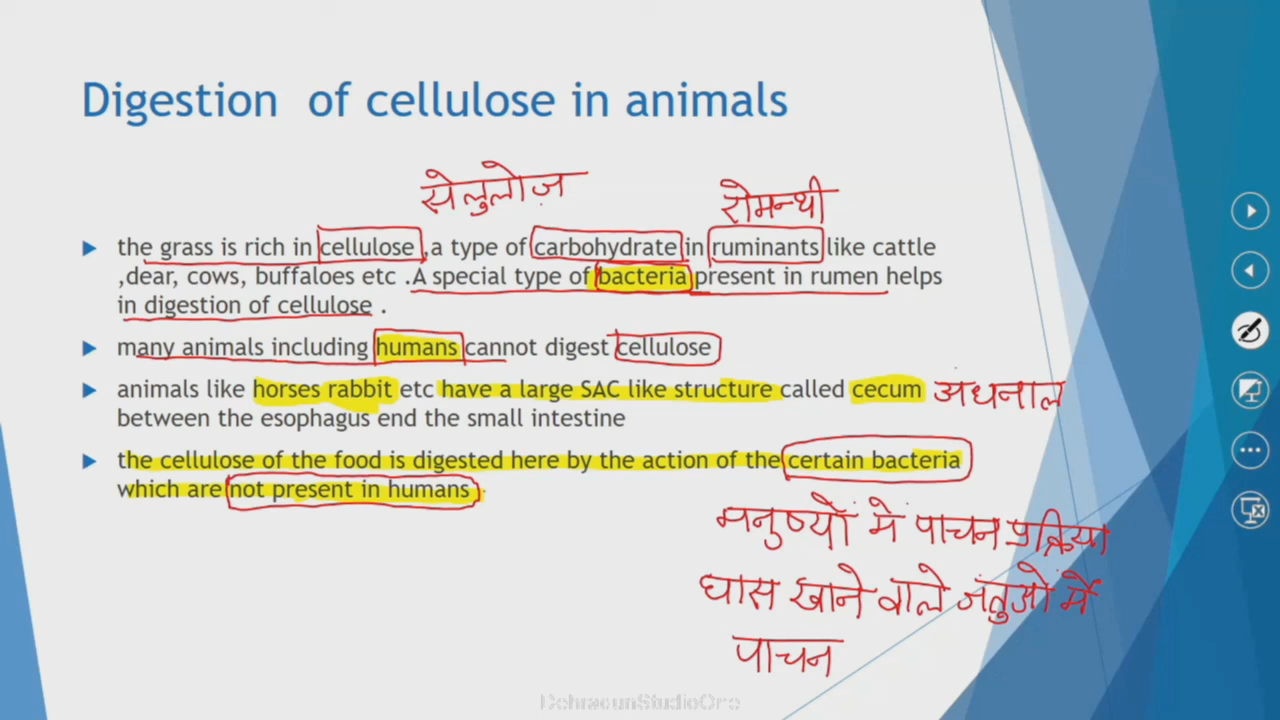 Digestion of cellulose in animals
सेलुलोज़ रोमन्थी
the grass is rich in cellulose ,a type of carbohydrate in ruminants like cattle
,dear, cows, buffaloes etc .A special type of bacteria present in rumen helps
in digestion of cellulose .
many animals including humans cannot digest cellulose
animals like horses rabbit etc have a large SAC like structure called cecum अधनाल
between the esophagus end the small intestine
the cellulose of the food is digested here by the action of the certain bacteria
which are not present in humans
मनुष्यों में पाचन प्रक्रिया
घास खाने वाले जंतुओं में
पाचन
DehradunStudioOne